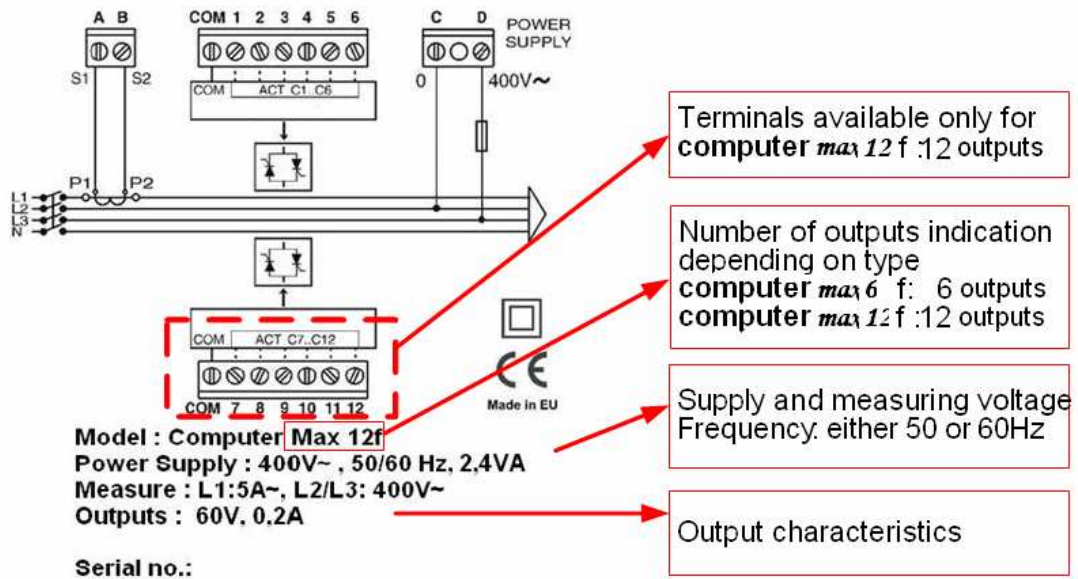 A B
COM 1 2 3 4 5 6
C D
POWER
SUPPLY
S1 S2
COM ACT C1..C6
0 400V~
P1 P2
L1
L2
L3
N
COM ACT C7..C12
COM 7 8 9 10 11 12
CE
Made in EU
Model : Computer Max 12f
Power Supply : 400V~ , 50/60 Hz, 2,4VA
Measure : L1:5A~, L2/L3: 400V~
Outputs : 60V, 0,2A
Serial no.:
Terminals available only for
computer max 12 f :12 outputs
Number of outputs indication
depending on type
computer max 6 f: 6 outputs
computer max 12 f :12 outputs
Supply and measuring voltage
Frequency: either 50 or 60Hz
Output characteristics